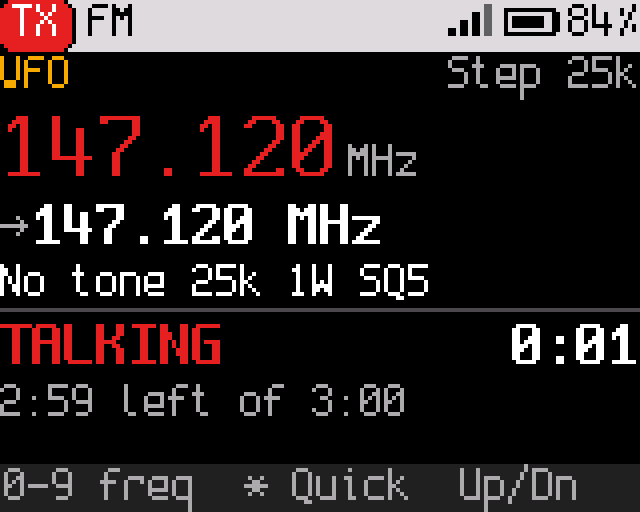 TX FM 84%
VFO Step 25k
147.120 MHz
→147.120 MHz
No tone 25k 1W SQ5
TALKING 0:01
2:59 left of 3:00
0-9 freq * Quick Up/Dn